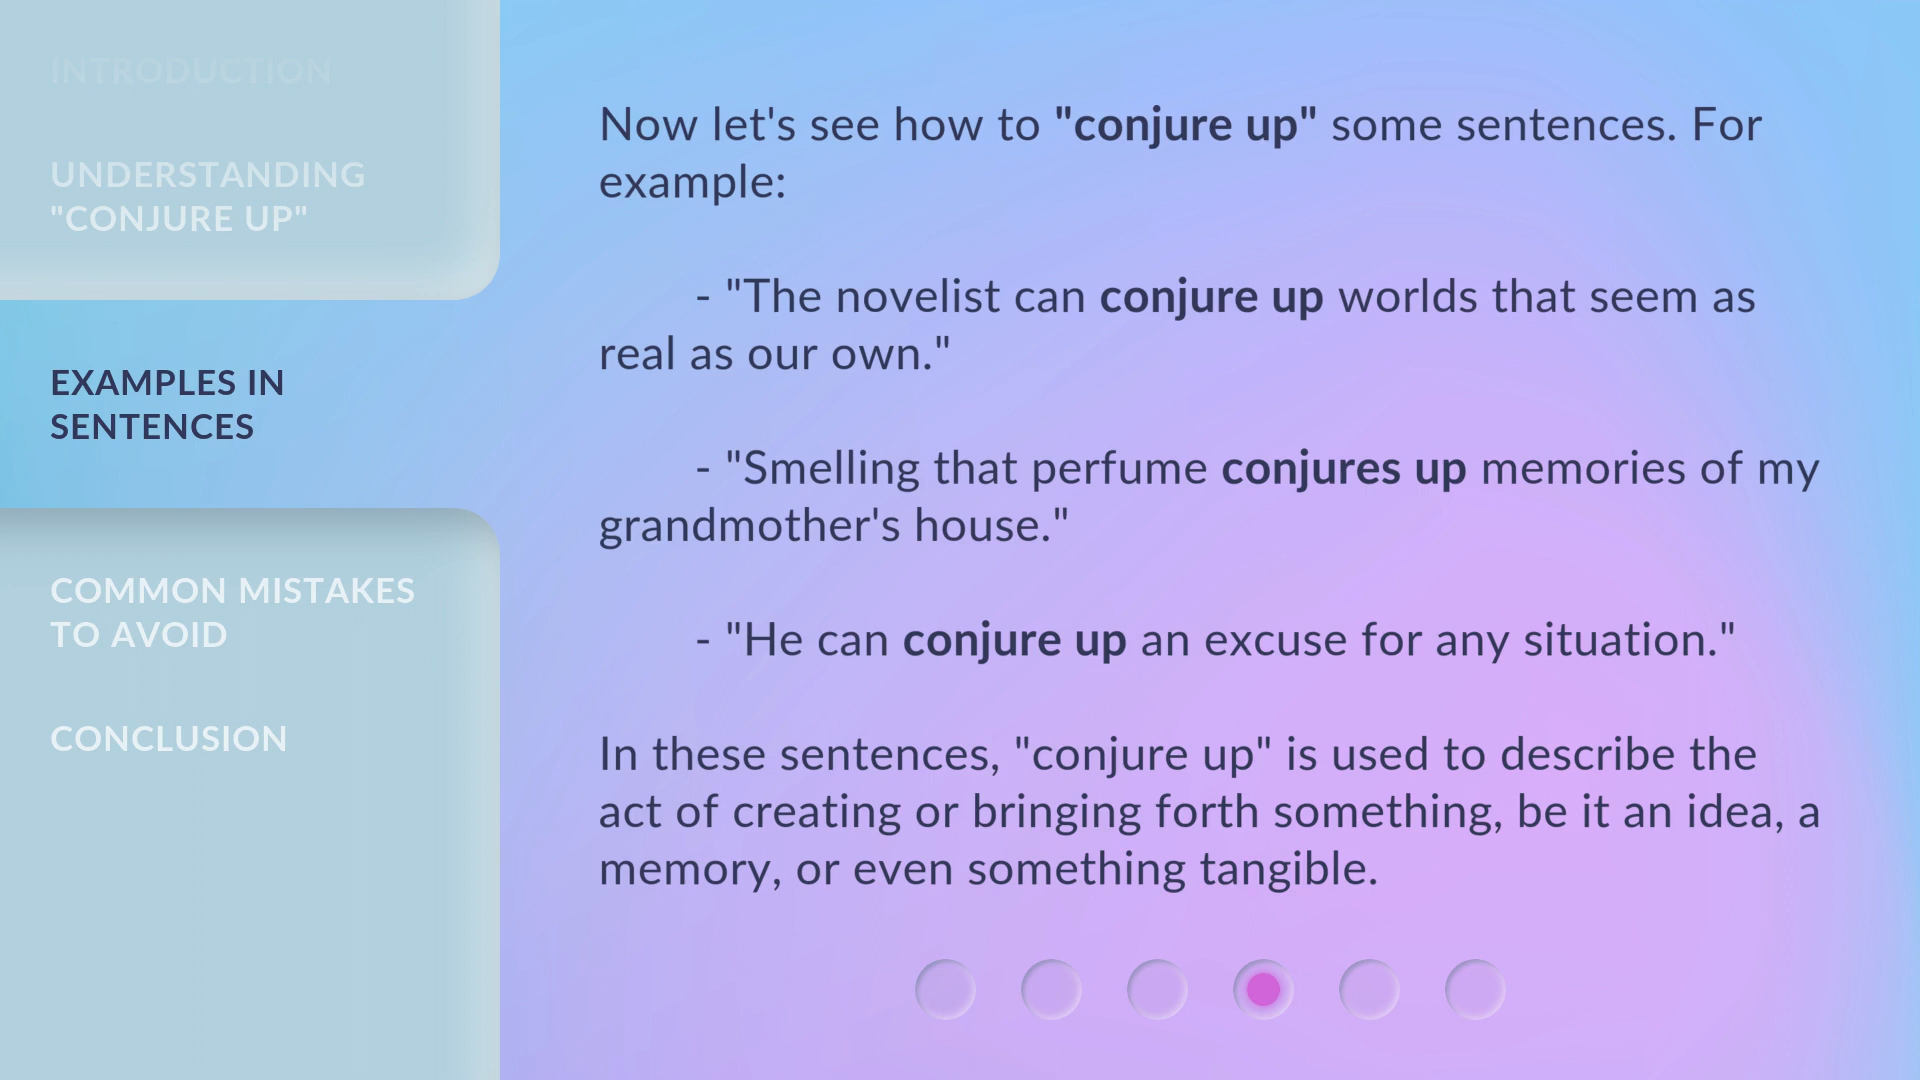 INTRODUCTION
UNDERSTANDING
"CONJURE UP"
EXAMPLES IN
SENTENCES
COMMON MISTAKES
TO AVOID
CONCLUSION
Now let's see how to "conjure up" some sentences. For
example:
- "The novelist can conjure up worlds that seem as
real as our own."
- "Smelling that perfume conjures up memories of my
grandmother's house."
- "He can conjure up an excuse for any situation."
In these sentences, "conjure up" is used to describe the
act of creating or bringing forth something, be it an idea, a
memory, or even something tangible.